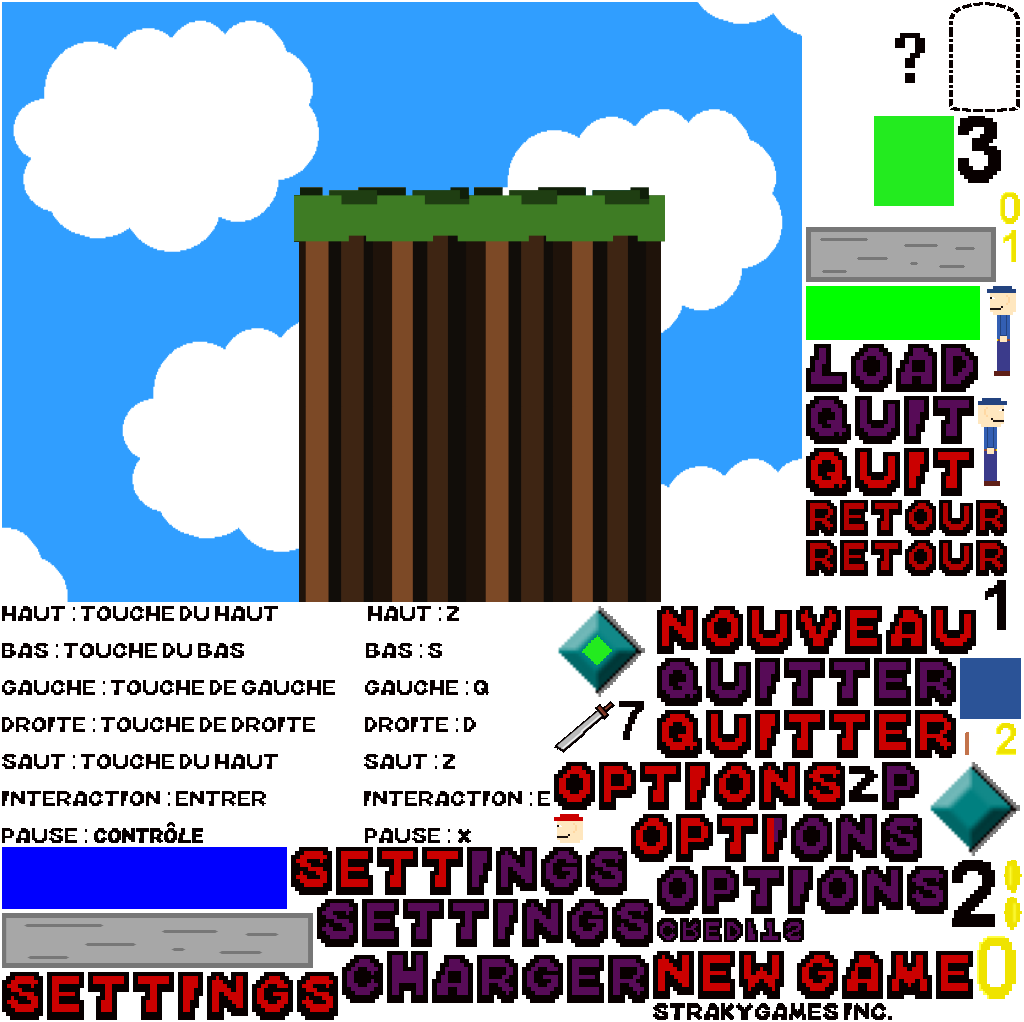 ?
3
0
1
LOAD
QUIT
QUIT
RETOUR
RETOUR
1
HAUT : TOUCHE DU HAUT
BAS : TOUCHE DU BAS
GAUCHE : TOUCHE DE GAUCHE
DROITE : TOUCHE DE DROITE
SAUT : TOUCHE DU HAUT
INTERACTION : ENTRER
PAUSE : CONTRÔLE
HAUT : Z
BAS : S
GAUCHE : Q
DROITE : D
SAUT : Z
INTERACTION : E
PAUSE : X
7
NOUVEAU
QUITTER
QUITTER
2
OPTIONS
2P
OPTIONS
OPTIONS
2
SETTINGS
SETTINGS
CREDITS
CHARGER
NEW GAME
0
SETTINGS
STRAKYGAMES INC.